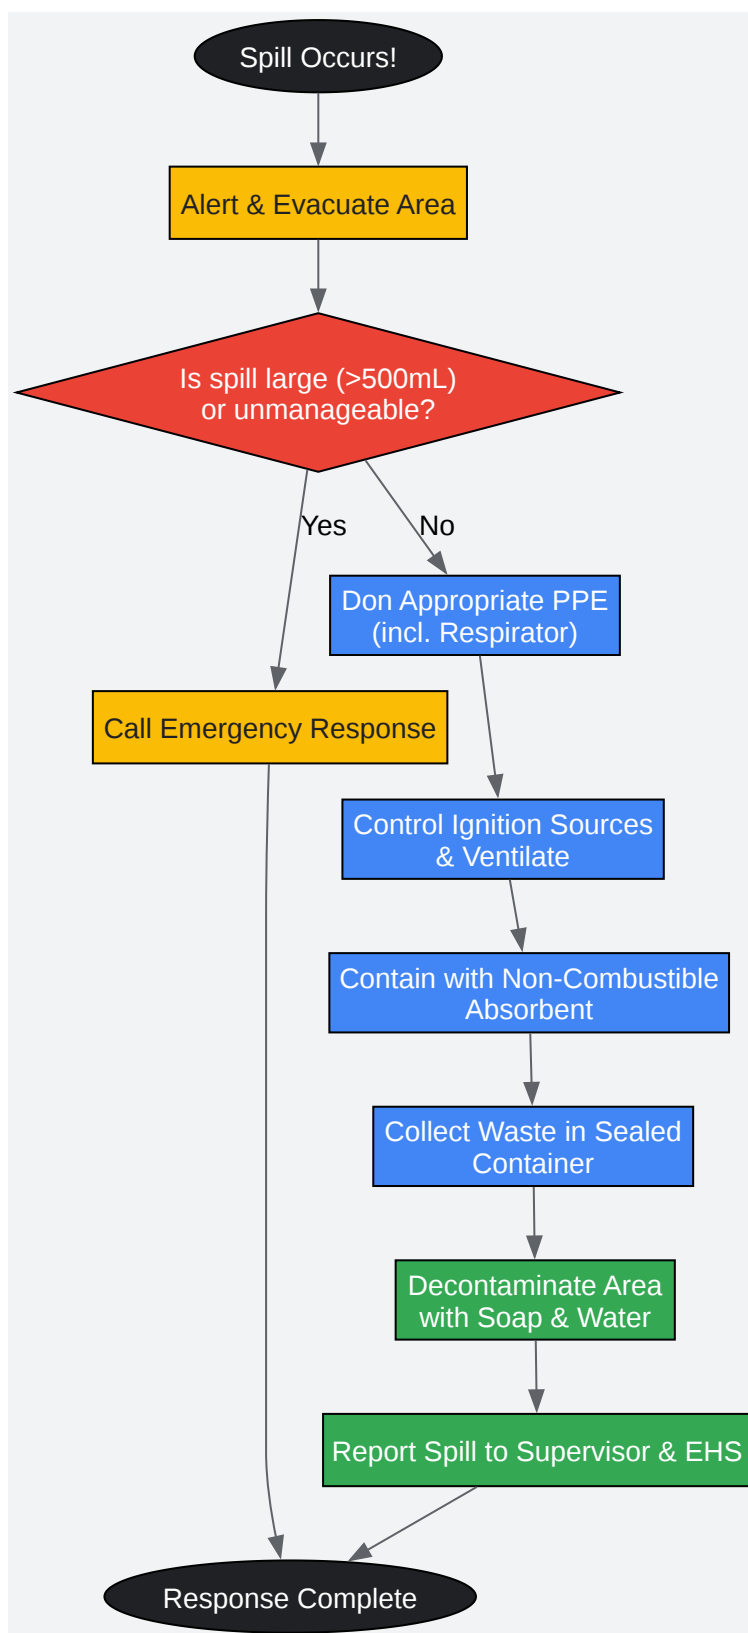 Spill Occurs!
Alert & Evacuate Area
Is spill large (>500mL)
or unmanageable?
Yes
No
Don Appropriate PPE
(incl. Respirator)
Call Emergency Response
Control Ignition Sources
& Ventilate
Contain with Non-Combustible
Absorbent
Collect Waste in Sealed
Container
Decontaminate Area
with Soap & Water
Report Spill to Supervisor & EHS
Response Complete